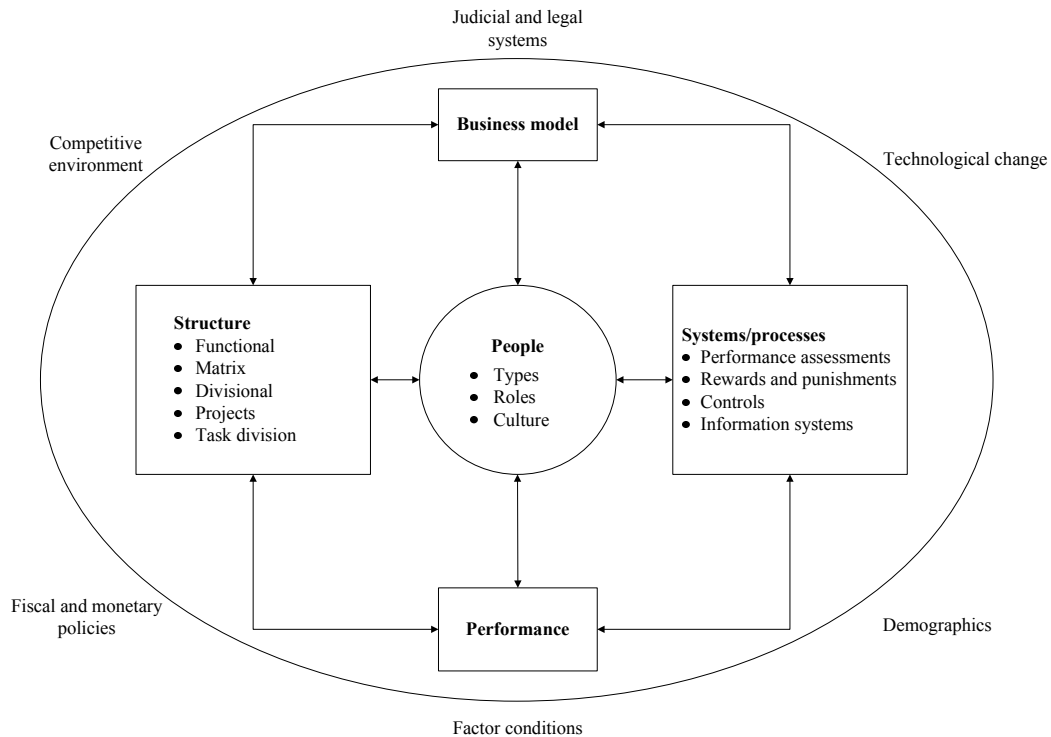 Judicial and legal
systems
Competitive
environment
Technological change
Business model
Structure
• Functional
• Matrix
• Divisional
• Projects
• Task division
People
• Types
• Roles
• Culture
Systems/processes
• Performance assessments
• Rewards and punishments
• Controls
• Information systems
Fiscal and monetary
policies
Performance
Demographics
Factor conditions